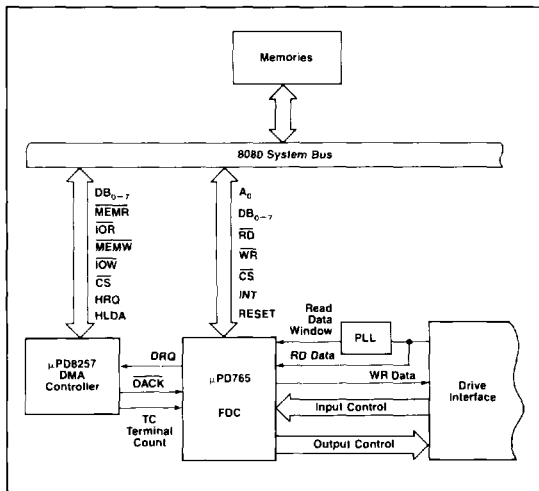 Memories
8080 System Bus
DB0–7
MEMR
IOR
MEMW
IOW
CS
HRQ
HLDA
A0
DB0–7
RD
WR
CS
INT
RESET
Read
Data
Window
PLL
DRQ
RD Data
μPD8257
DMA
Controller
DACK
μPD765
FDC
WR Data
Drive
Interface
TC
Terminal
Count
Input Control
Output Control